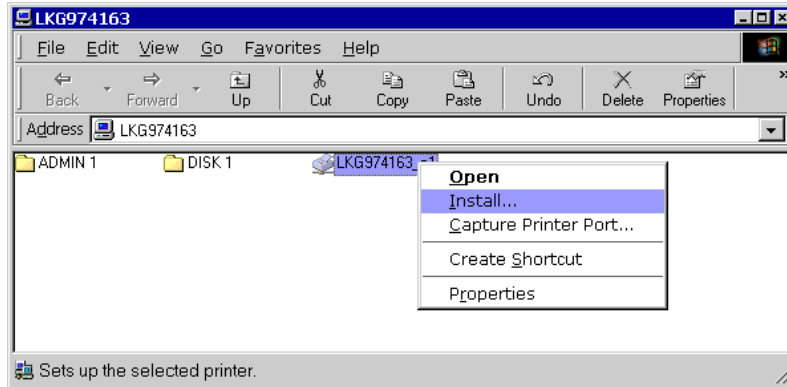 LKG974163
File Edit View Go Favorites Help
Back Forward Up Cut Copy Paste Undo Delete Properties »
Address LKG974163
ADMIN 1 DISK 1 LKG974163_
Open
Install...
Capture Printer Port...
Create Shortcut
Properties
Sets up the selected printer.